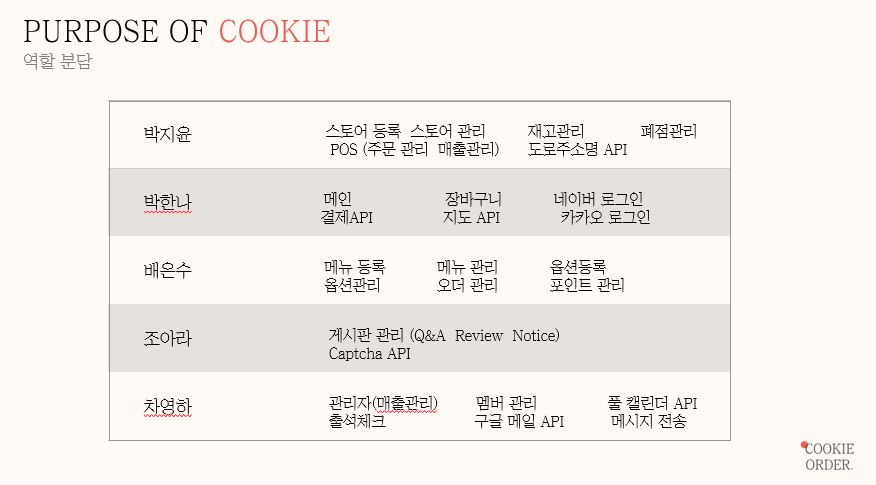 PURPOSE OF COOKIE
역할 분담
박지윤
스토어 등록 스토어 관리 재고관리 폐점관리
POS (주문 관리 매출관리) 도로주소명 API
박한나
메인 장바구니 네이버 로그인
결제API 지도 API 카카오 로그인
배은수
메뉴 등록 메뉴 관리 옵션등록
옵션관리 오더 관리 포인트 관리
조아라
게시판 관리 (Q&A Review Notice)
Captcha API
차영하
관리자(매출관리) 멤버 관리 풀 캘린더 API
출석체크 구글 메일 API 메시지 전송
COOKIE
ORDER.